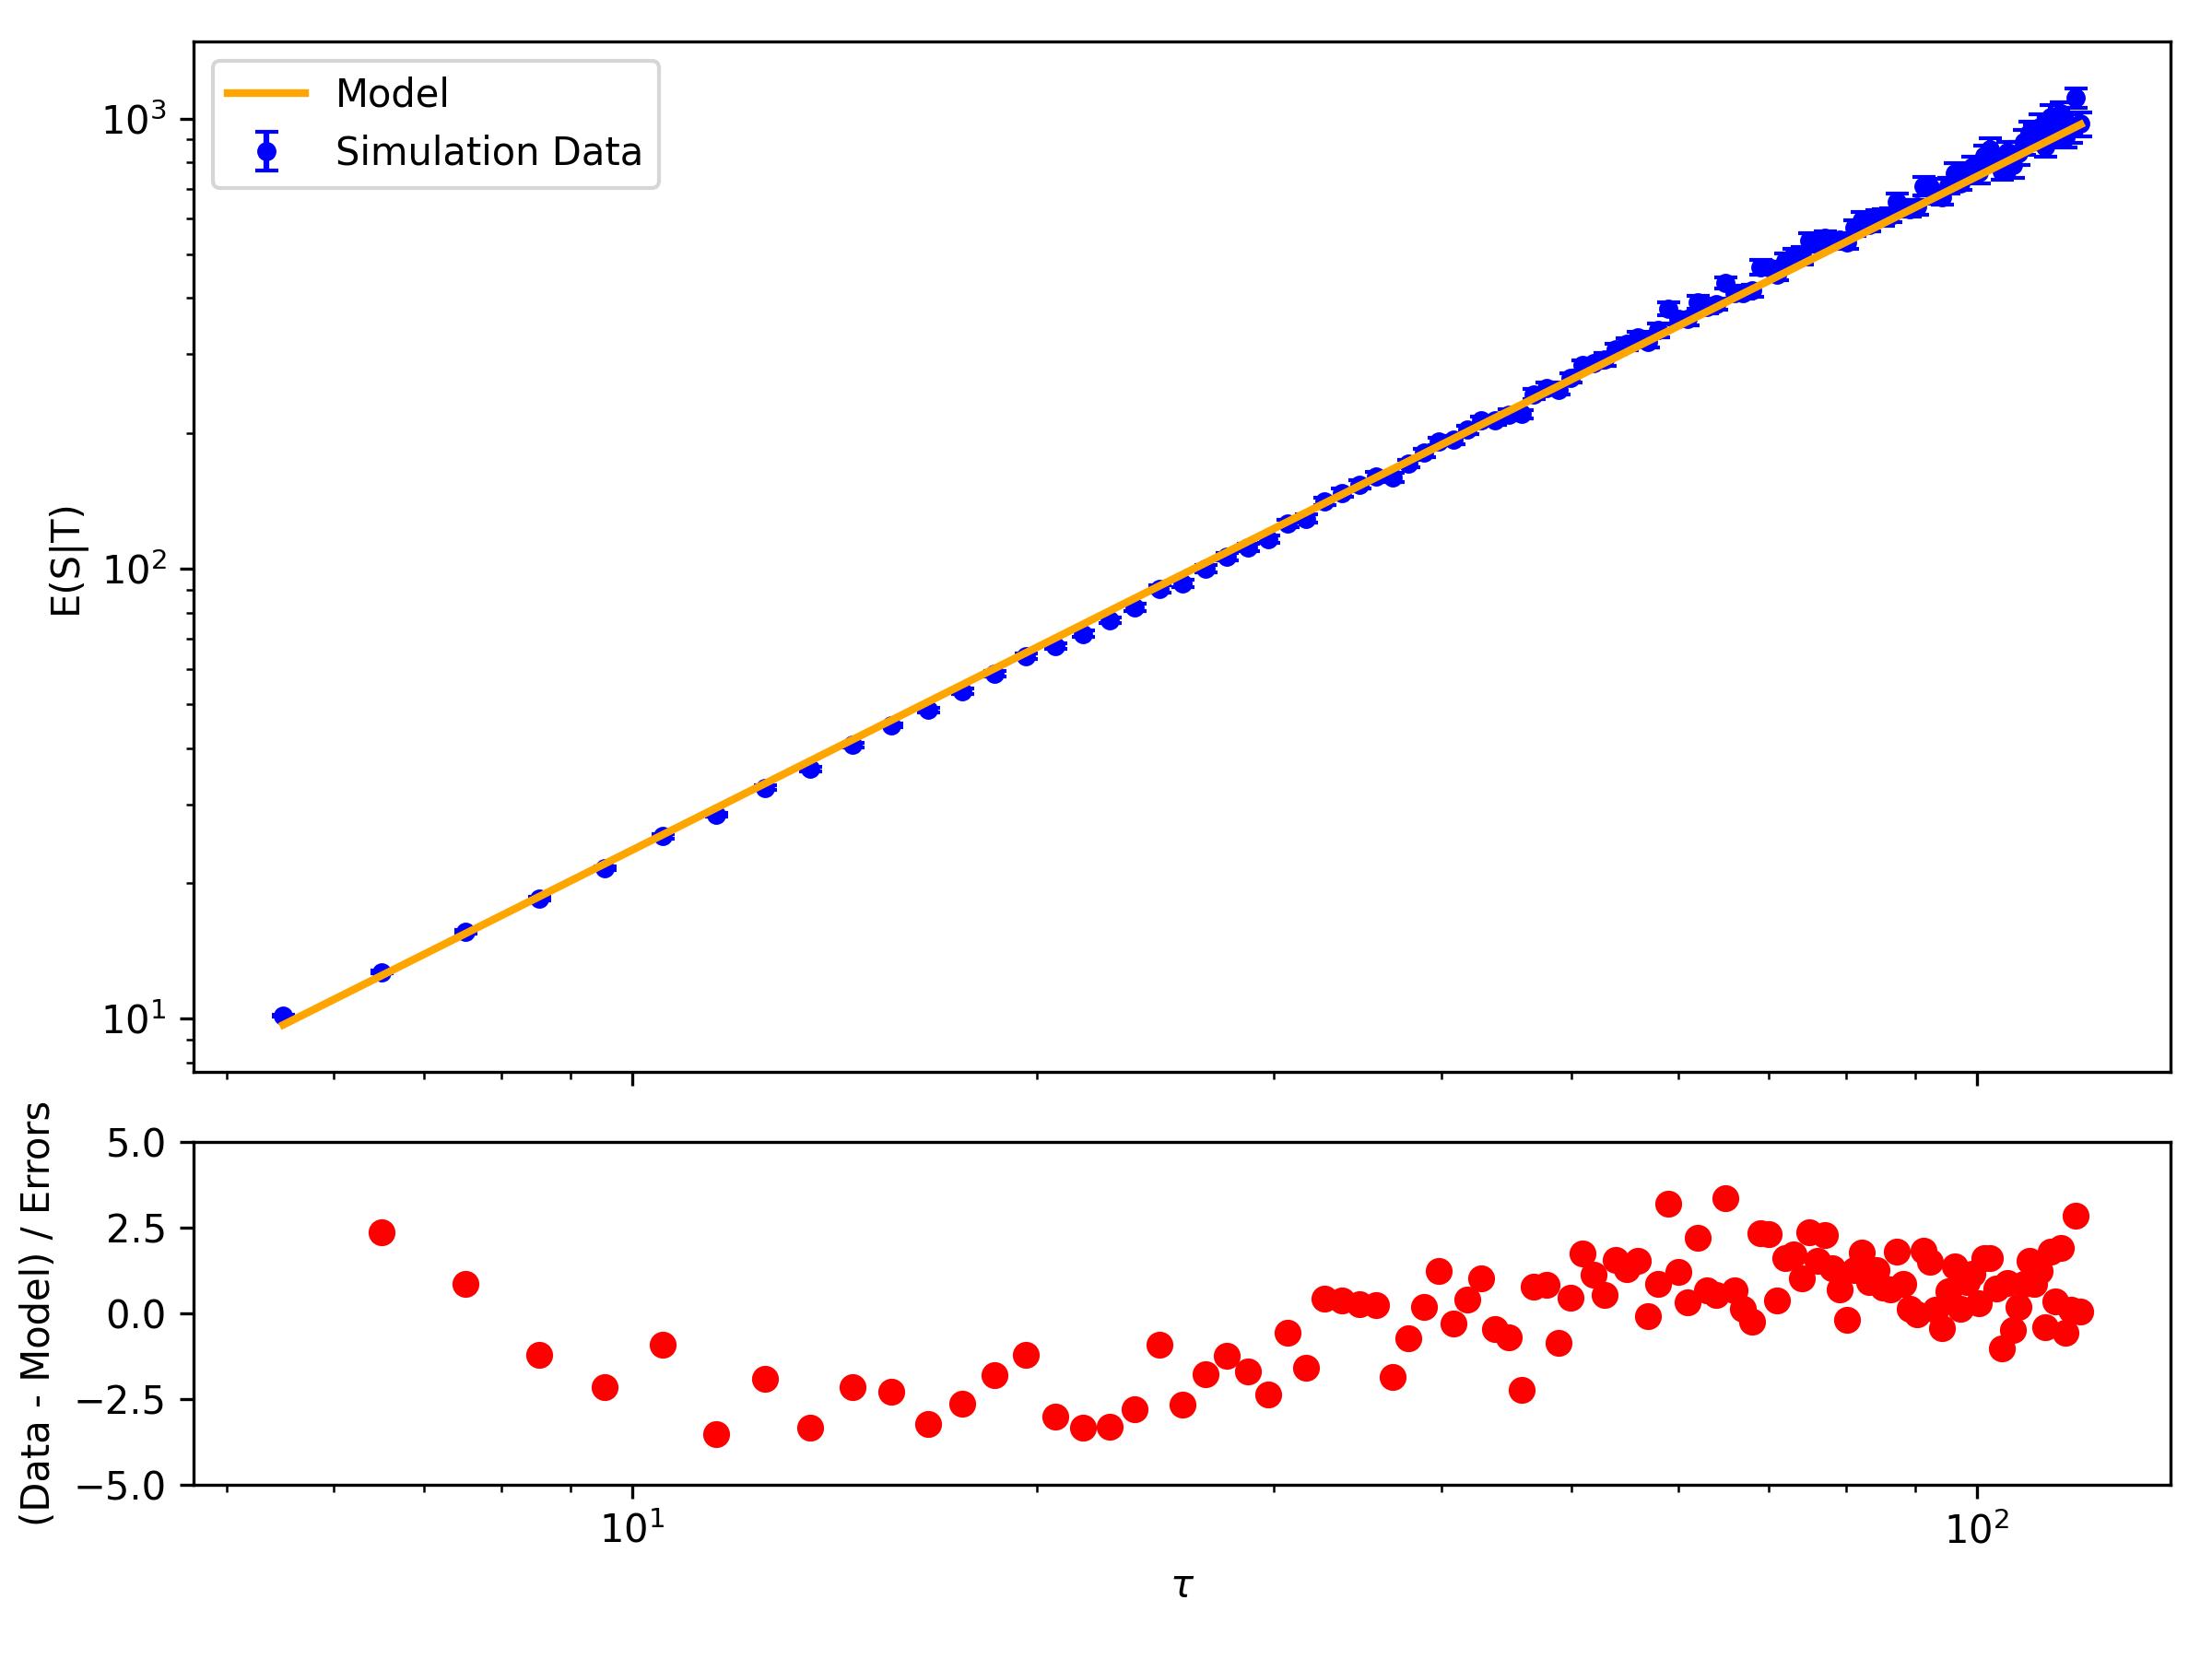 Model
Simulation Data
10³
10²
10¹
E(S|T)
5.0
2.5
0.0
−2.5
−5.0
(Data - Model) / Errors
10¹
10²
τ